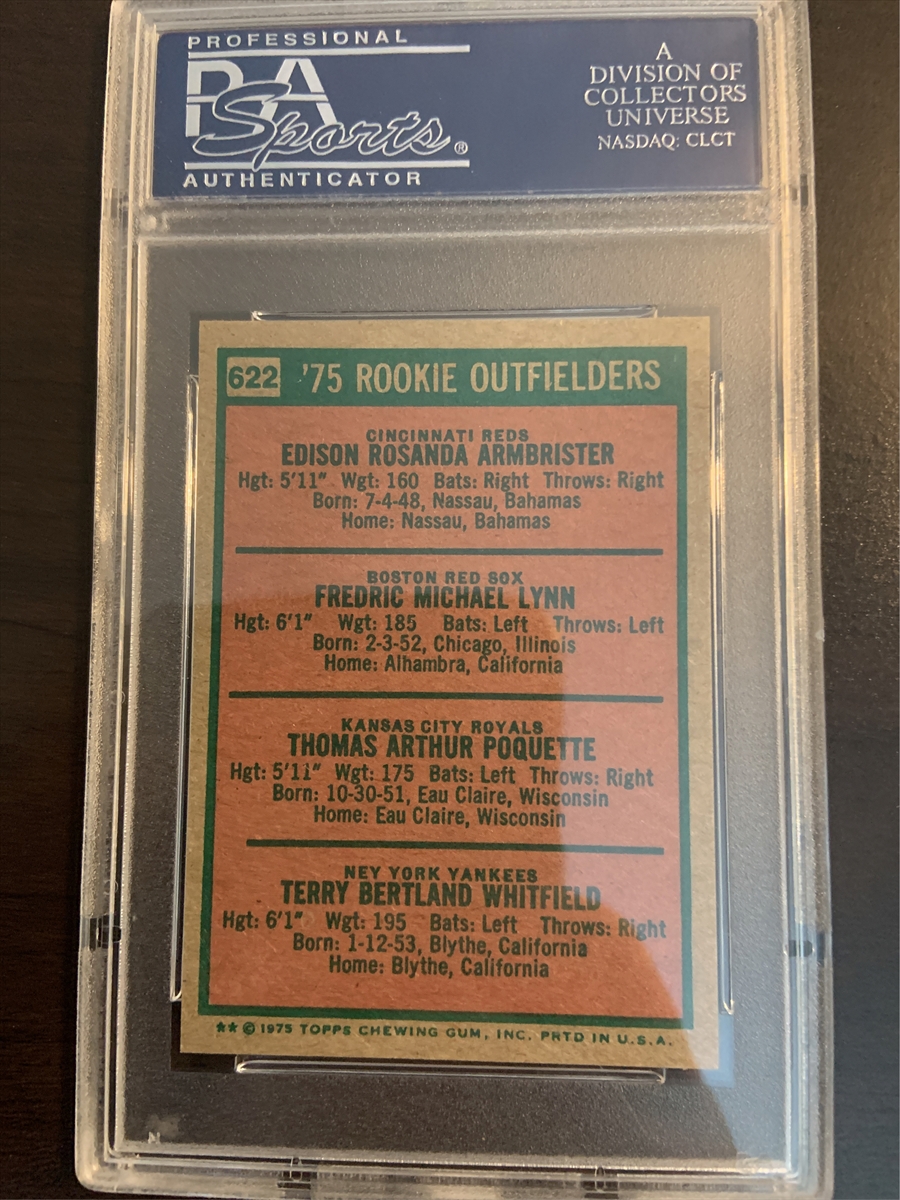 PROFESSIONAL
PSA
Sports®
AUTHENTICATOR
A
DIVISION OF
COLLECTORS
UNIVERSE
NASDAQ: CLCT
622 '75 ROOKIE OUTFIELDERS
CINCINNATI REDS
EDISON ROSANDA ARMBRISTER
Hgt: 5'11" Wgt: 160 Bats: Right Throws: Right
Born: 7-4-48, Nassau, Bahamas
Home: Nassau, Bahamas
BOSTON RED SOX
FREDRIC MICHAEL LYNN
Hgt: 6'1" Wgt: 185 Bats: Left Throws: Left
Born: 2-3-52, Chicago, Illinois
Home: Alhambra, California
KANSAS CITY ROYALS
THOMAS ARTHUR POQUETTE
Hgt: 5'11" Wgt: 175 Bats: Left Throws: Right
Born: 10-30-51, Eau Claire, Wisconsin
Home: Eau Claire, Wisconsin
NEY YORK YANKEES
TERRY BERTLAND WHITFIELD
Hgt: 6'1" Wgt: 195 Bats: Left Throws: Right
Born: 1-12-53, Blythe, California
Home: Blythe, California
** © 1975 TOPPS CHEWING GUM, INC. PRTD IN U.S.A.